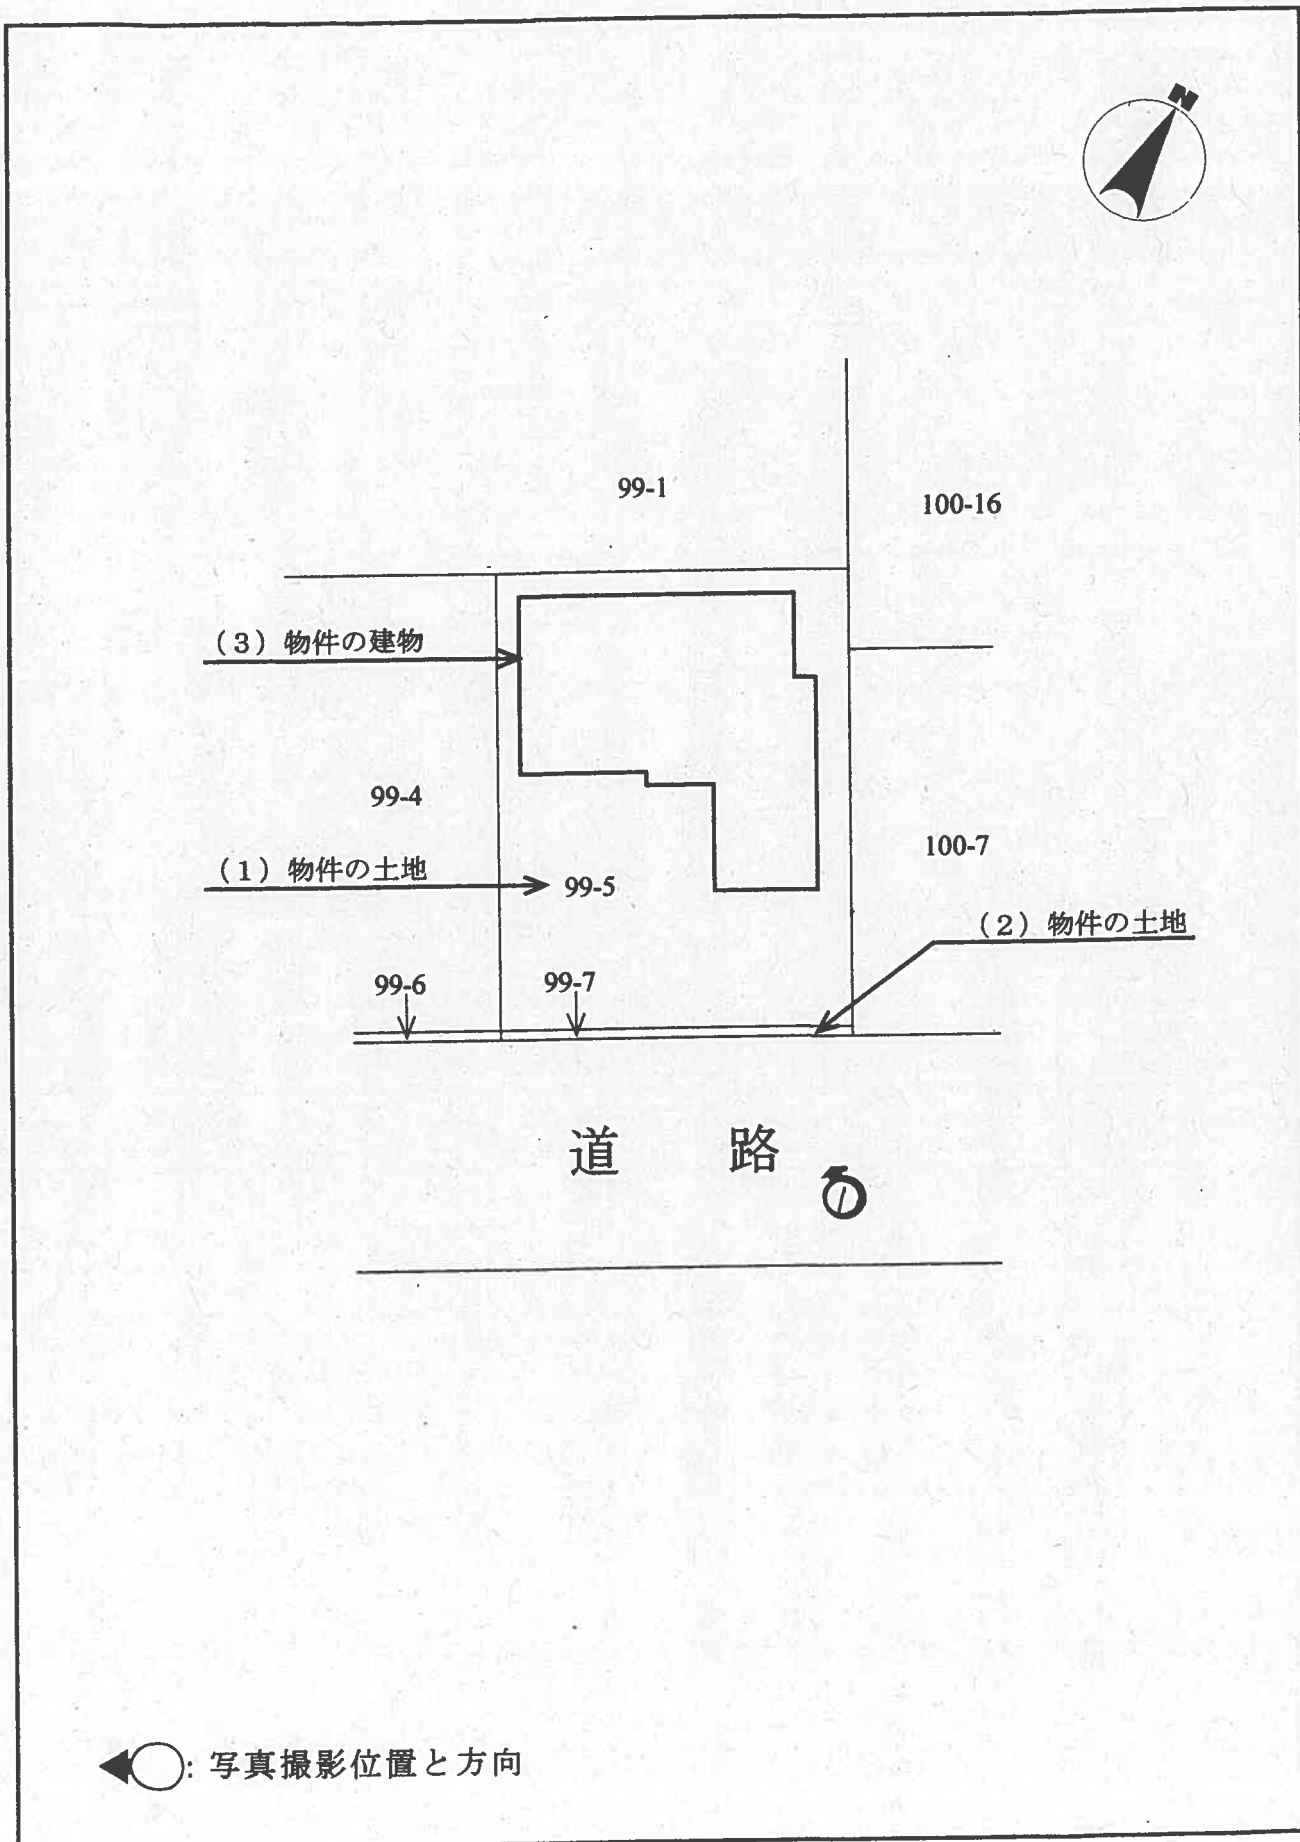 N
99-1
100-16
(3) 物件の建物
99-4
100-7
(1) 物件の土地
99-5
(2) 物件の土地
99-6
99-7
道 路
: 写真撮影位置と方向